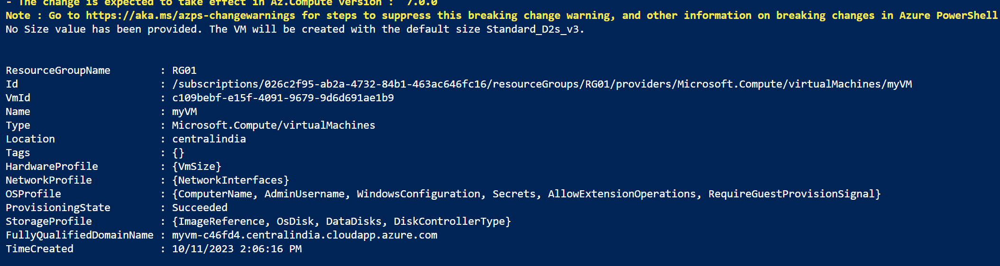 - The change is expected to take effect in Az.Compute version : '7.0.0'
Note : Go to https://aka.ms/azps-changewarnings for steps to suppress this breaking change warning, and other information on breaking changes in Azure PowerShell
No Size value has been provided. The VM will be created with the default size Standard_D2s_v3.
ResourceGroupName : RG01
Id : /subscriptions/026c2f95-ab2a-4732-84b1-463ac646fc16/resourceGroups/RG01/providers/Microsoft.Compute/virtualMachines/myVM
VmId : c109bebf-e15f-4091-9679-9d6d691ae1b9
Name : myVM
Type : Microsoft.Compute/virtualMachines
Location : centralindia
Tags : {}
HardwareProfile : {VmSize}
NetworkProfile : {NetworkInterfaces}
OSProfile : {ComputerName, AdminUsername, WindowsConfiguration, Secrets, AllowExtensionOperations, RequireGuestProvisionSignal}
ProvisioningState : Succeeded
StorageProfile : {ImageReference, OsDisk, DataDisks, DiskControllerType}
FullyQualifiedDomainName : myvm-c46fd4.centralindia.cloudapp.azure.com
TimeCreated : 10/11/2023 2:06:16 PM